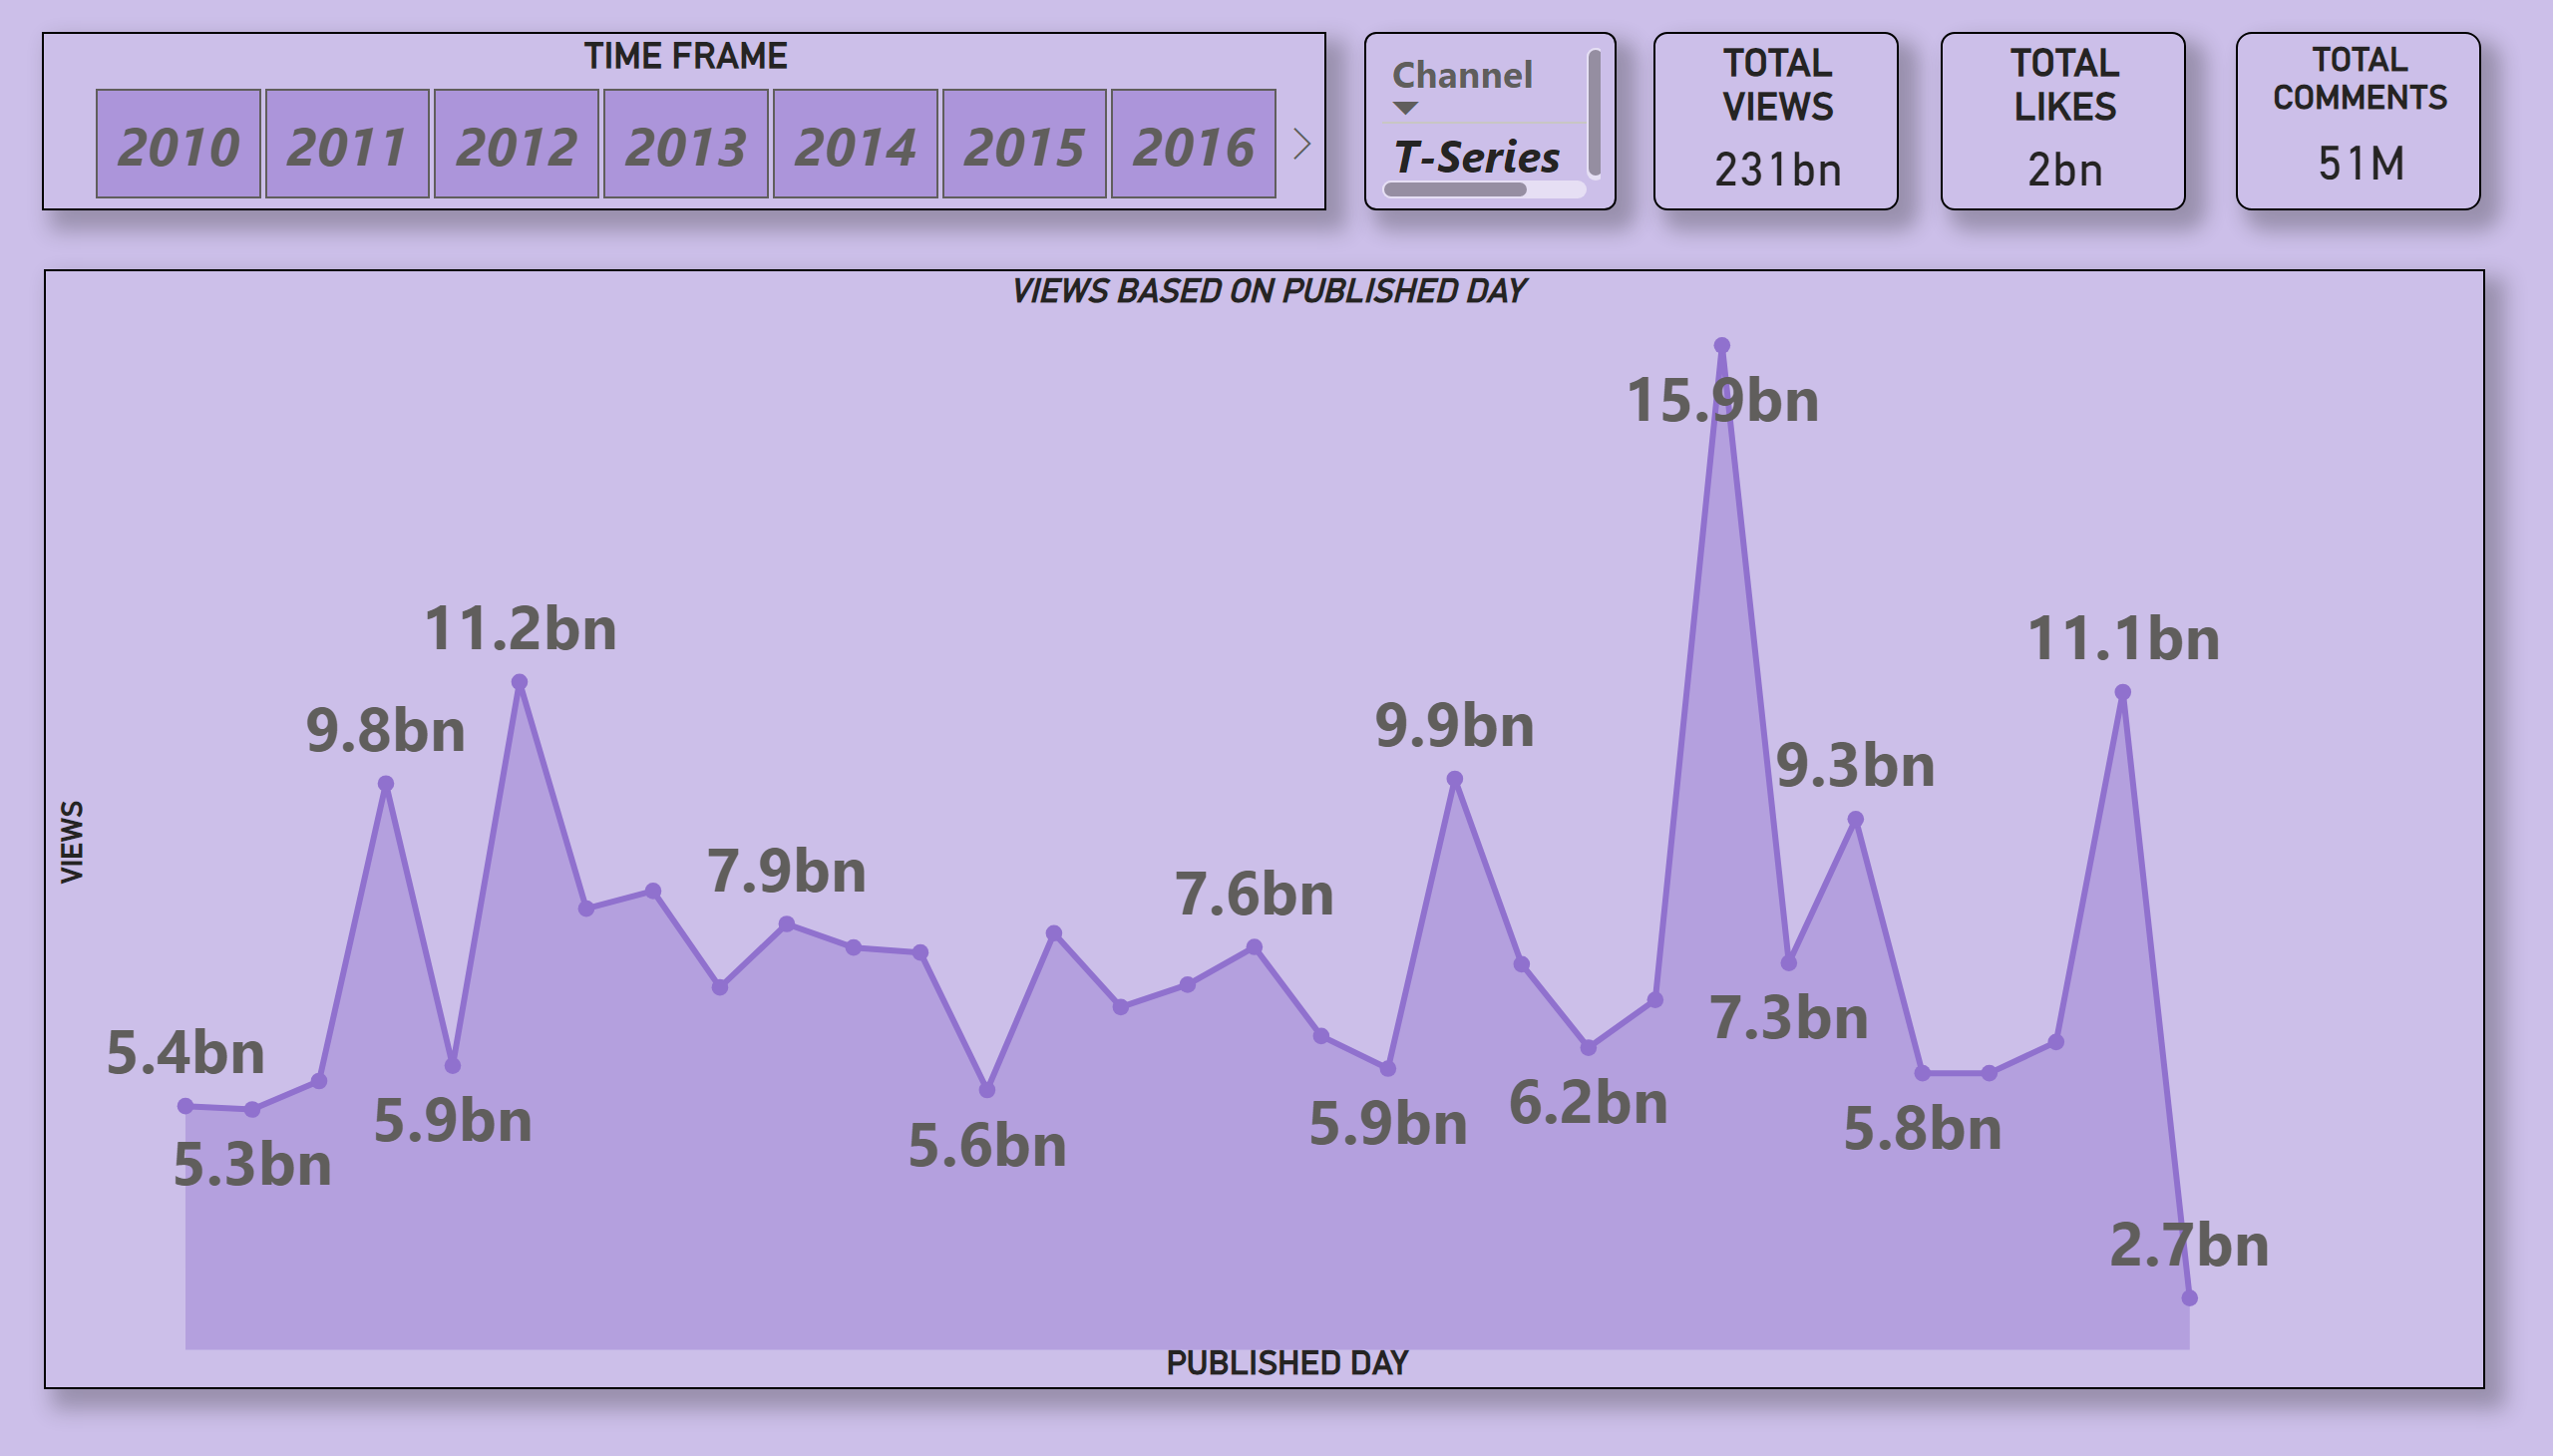 TIME FRAME
2010 2011 2012 2013 2014 2015 2016
Channel
T-Series
TOTAL
VIEWS
231bn
TOTAL
LIKES
2bn
TOTAL
COMMENTS
51M
VIEWS BASED ON PUBLISHED DAY
VIEWS
5.4bn
5.3bn
9.8bn
5.9bn
11.2bn
7.9bn
5.6bn
7.6bn
5.9bn
9.9bn
6.2bn
15.9bn
7.3bn
9.3bn
5.8bn
11.1bn
2.7bn
PUBLISHED DAY